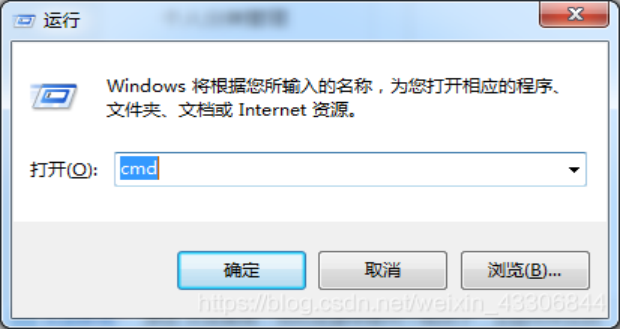 运行
Windows 将根据您所输入的名称，为您打开相应的程序、
文件夹、文档或 Internet 资源。
打开(O):
cmd
确定
取消
浏览(B)...
https://blog.csdn.net/weixin_43306844